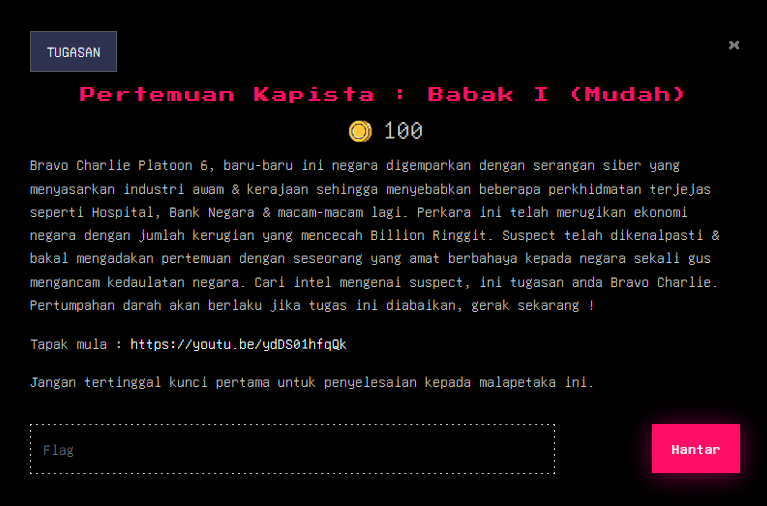 TUGASAN
×
Pertemuan Kapista : Babak I (Mudah)
100
Bravo Charlie Platoon 6, baru-baru ini negara digemparkan dengan serangan siber yang
menyasarkan industri awam & kerajaan sehingga menyebabkan beberapa perkhidmatan terjejas
seperti Hospital, Bank Negara & macam-macam lagi. Perkara ini telah merugikan ekonomi
negara dengan jumlah kerugian yang mencecah Billion Ringgit. Suspect telah dikenalpasti &
bakal mengadakan pertemuan dengan seseorang yang amat berbahaya kepada negara sekali gus
mengancam kedaulatan negara. Cari intel mengenai suspect, ini tugasan anda Bravo Charlie.
Pertumpahan darah akan berlaku jika tugas ini diabaikan, gerak sekarang !
Tapak mula : https://youtu.be/ydDS01hfqQk
Jangan tertinggal kunci pertama untuk penyelesaian kepada malapetaka ini.
Flag
Hantar